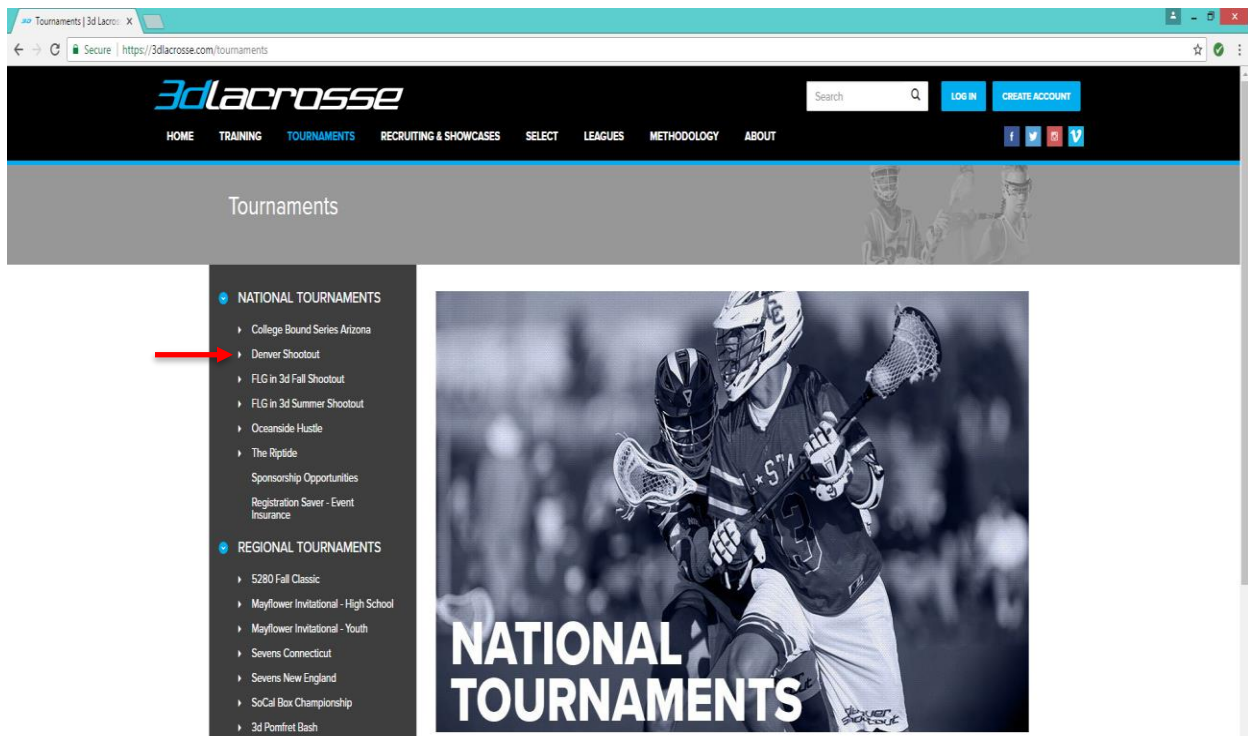 Tournaments | 3d Lacros
Secure | https://3dlacrosse.com/tournaments
3dlacrosse
Search
LOG IN
CREATE ACCOUNT
HOME TRAINING TOURNAMENTS RECRUITING & SHOWCASES SELECT LEAGUES METHODOLOGY ABOUT
Tournaments
NATIONAL TOURNAMENTS
College Bound Series Arizona
Denver Shootout
FLG in 3d Fall Shootout
FLG in 3d Summer Shootout
Oceanside Hustle
The Riptide
Sponsorship Opportunities
Registration Saver - Event
Insurance
REGIONAL TOURNAMENTS
5280 Fall Classic
Mayflower Invitational - High School
Mayflower Invitational - Youth
Sevens Connecticut
Sevens New England
SoCal Box Championship
3d Pomfret Bash
NATIONAL
TOURNAMENTS
denver
shootout